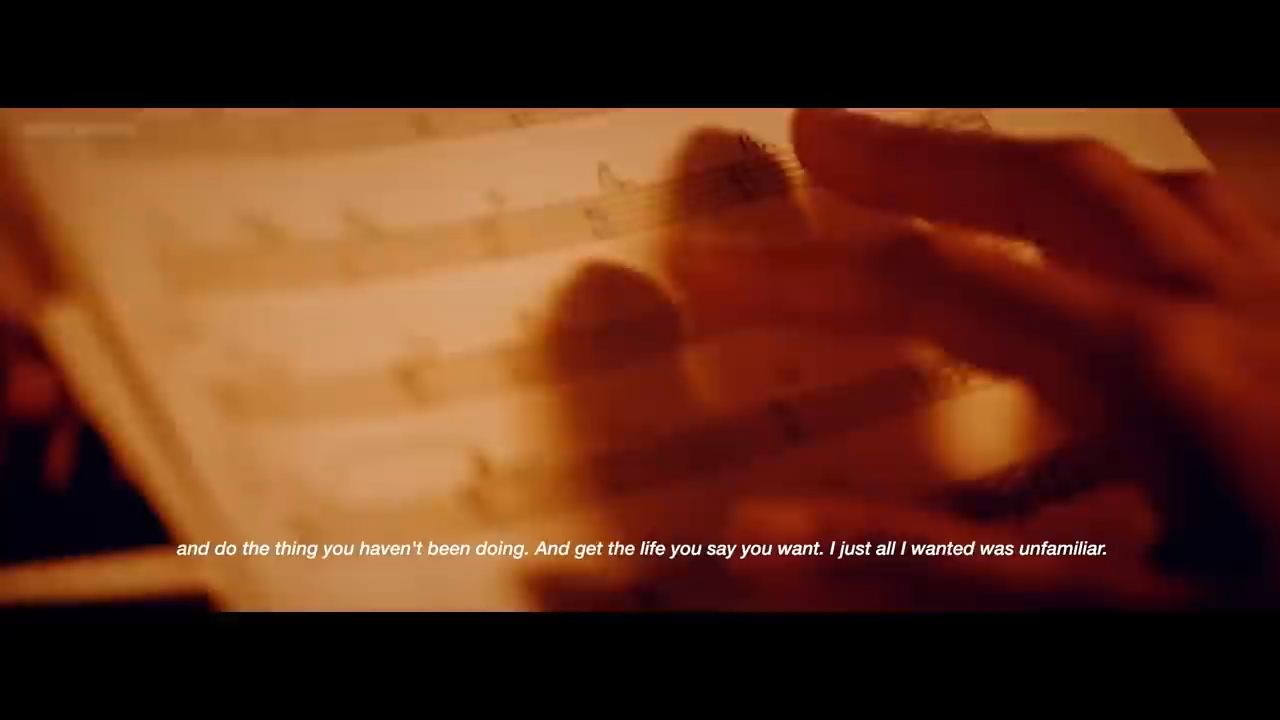 and do the thing you haven't been doing. And get the life you say you want. I just all I wanted was unfamiliar.